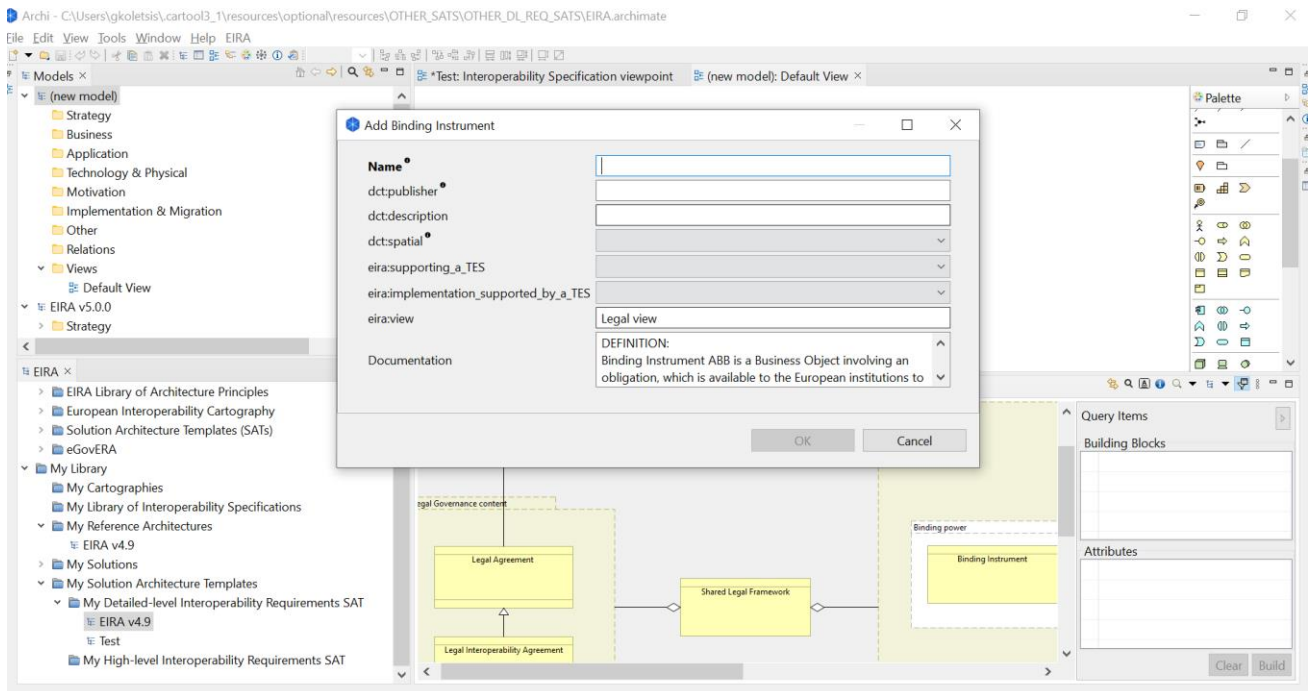 Archi - C:\Users\gkoletsis\.cartool3_1\resources\optional\resources\OTHER_SATS\OTHER_DL_REQ_SATS\EIRA.archimate
File Edit View Tools Window Help EIRA
Models
*Test: Interoperability Specification viewpoint
(new model): Default View
(new model)
Strategy
Business
Application
Technology & Physical
Motivation
Implementation & Migration
Other
Relations
Views
Default View
EIRA v5.0.0
Strategy
Palette
Add Binding Instrument
Name
dct:publisher
dct:description
dct:spatial
eira:supporting_a_TES
eira:implementation_supported_by_a_TES
eira:view
Legal view
Documentation
DEFINITION:
Binding Instrument ABB is a Business Object involving an
obligation, which is available to the European institutions to
OK
Cancel
EIRA
EIRA Library of Architecture Principles
European Interoperability Cartography
Solution Architecture Templates (SATs)
eGovERA
My Library
My Cartographies
My Library of Interoperability Specifications
My Reference Architectures
EIRA v4.9
My Solutions
My Solution Architecture Templates
My Detailed-level Interoperability Requirements SAT
EIRA v4.9
Test
My High-level Interoperability Requirements SAT
egal Governance content
Legal Agreement
Legal Interoperability Agreement
Shared Legal Framework
Binding power
Binding Instrument
Query Items
Building Blocks
Attributes
Clear
Build